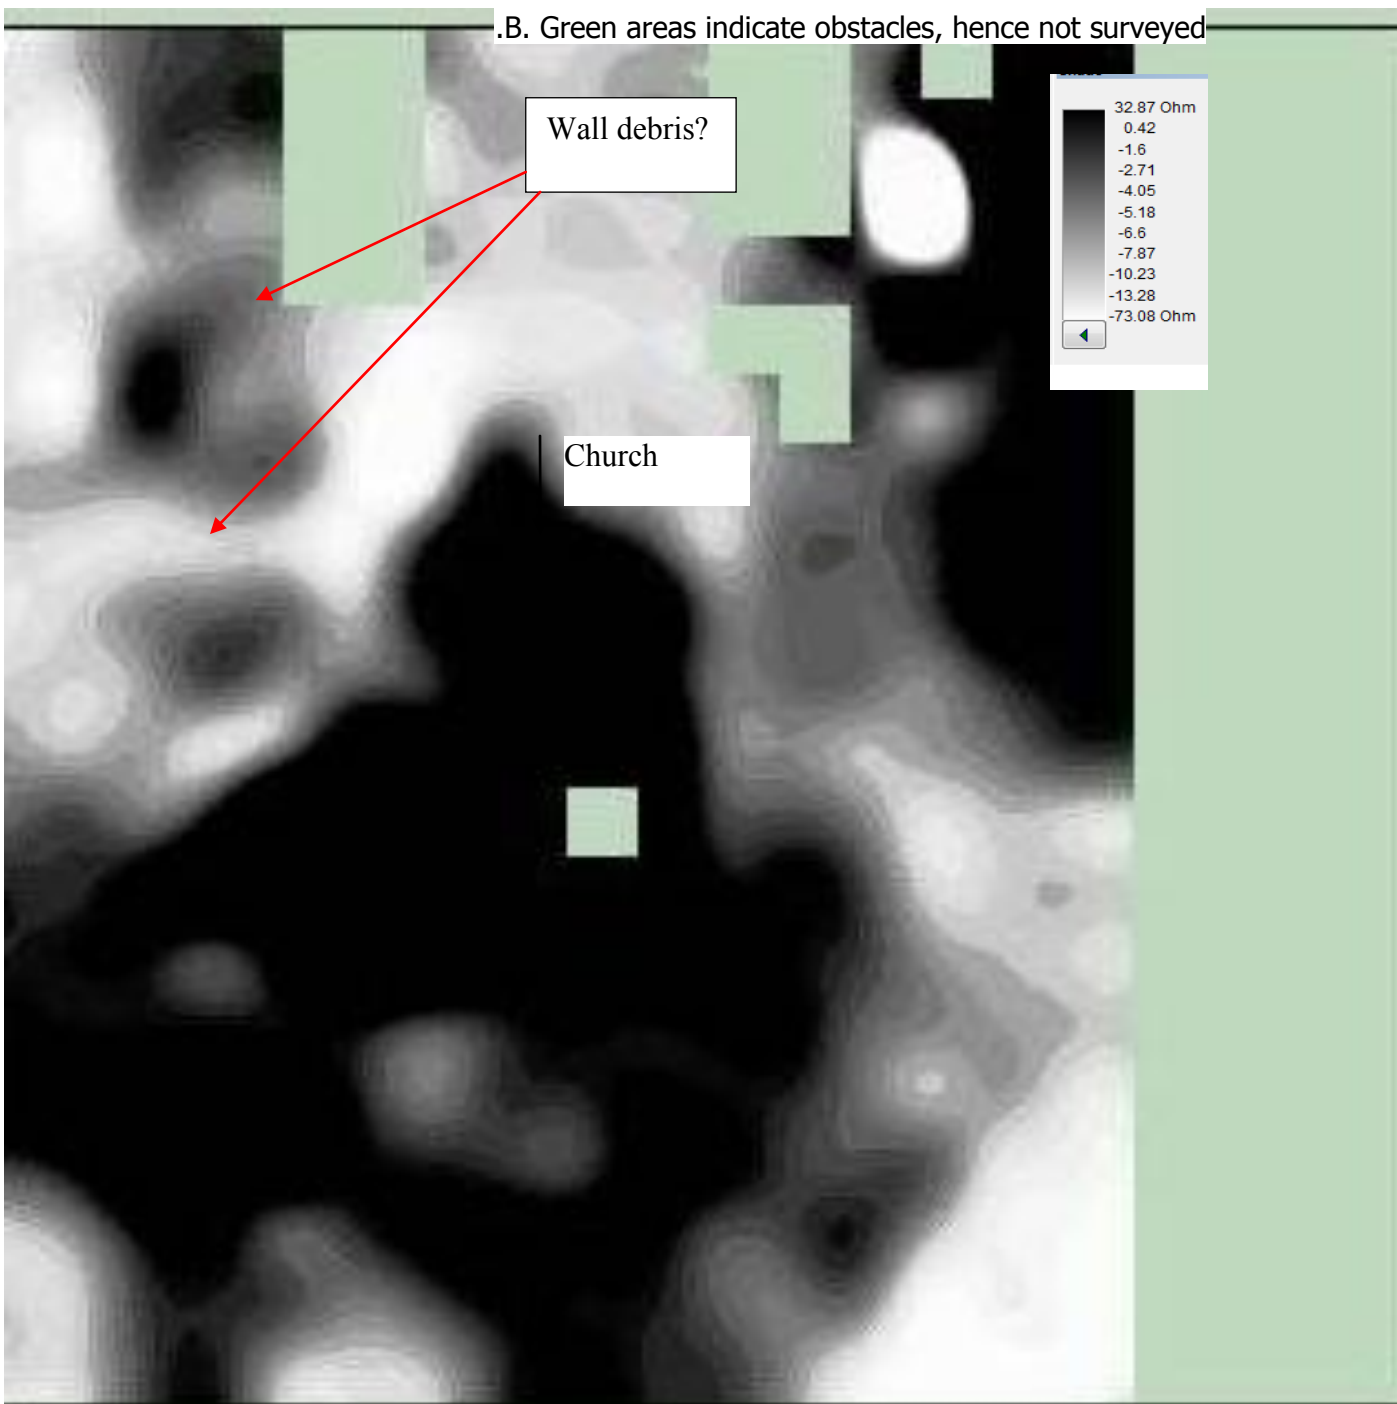 .B. Green areas indicate obstacles, hence not surveyed
Wall debris?
32.87 Ohm
0.42
-1.6
-2.71
-4.05
-5.18
-6.6
-7.87
-10.23
-13.28
-73.08 Ohm
Church